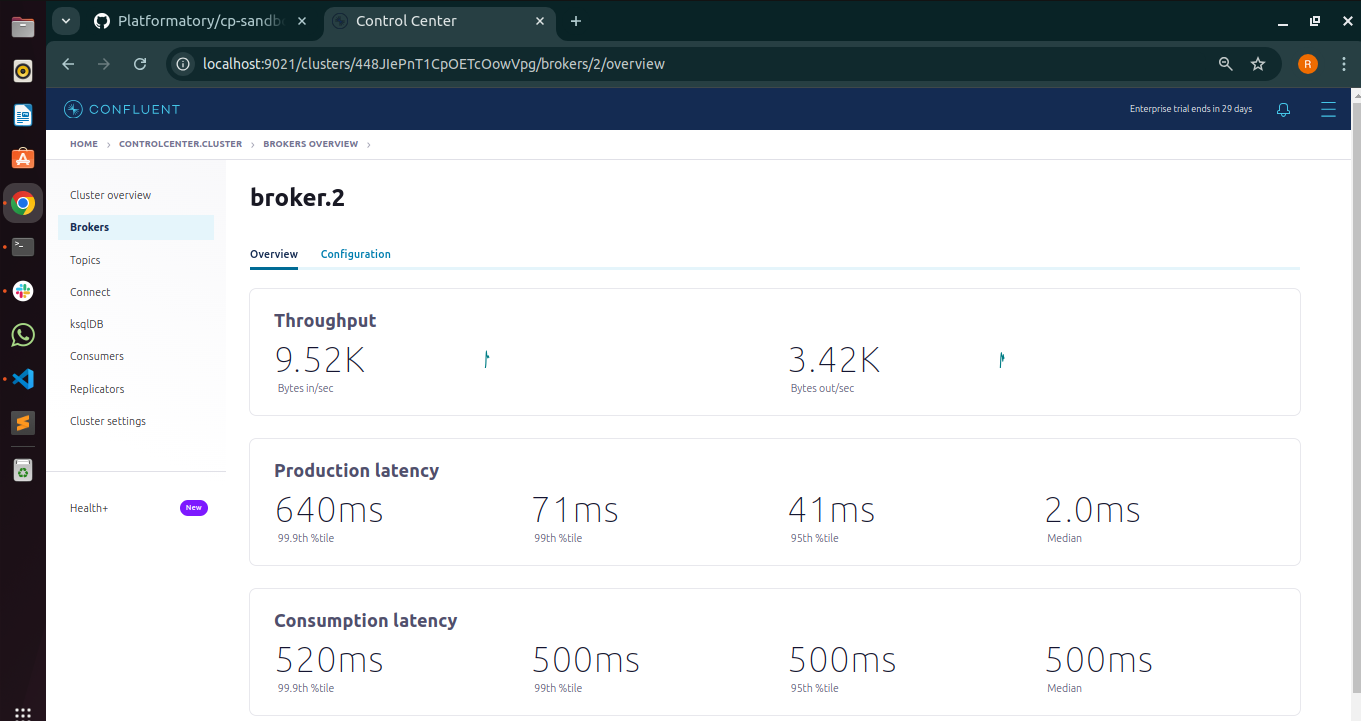 Platformatory/cp-sandb
Control Center
localhost:9021/clusters/448JIePnT1CpOETcOowVpg/brokers/2/overview
R
CONFLUENT
Enterprise trial ends in 29 days
HOME > CONTROLCENTER.CLUSTER > BROKERS OVERVIEW >
Cluster overview
Brokers
Topics
Connect
ksqlDB
Consumers
Replicators
Cluster settings
Health+ New
broker.2
Overview Configuration
Throughput
9.52K 3.42K
Bytes in/sec Bytes out/sec
Production latency
640ms 71ms 41ms 2.0ms
99.9th %tile 99th %tile 95th %tile Median
Consumption latency
520ms 500ms 500ms 500ms
99.9th %tile 99th %tile 95th %tile Median